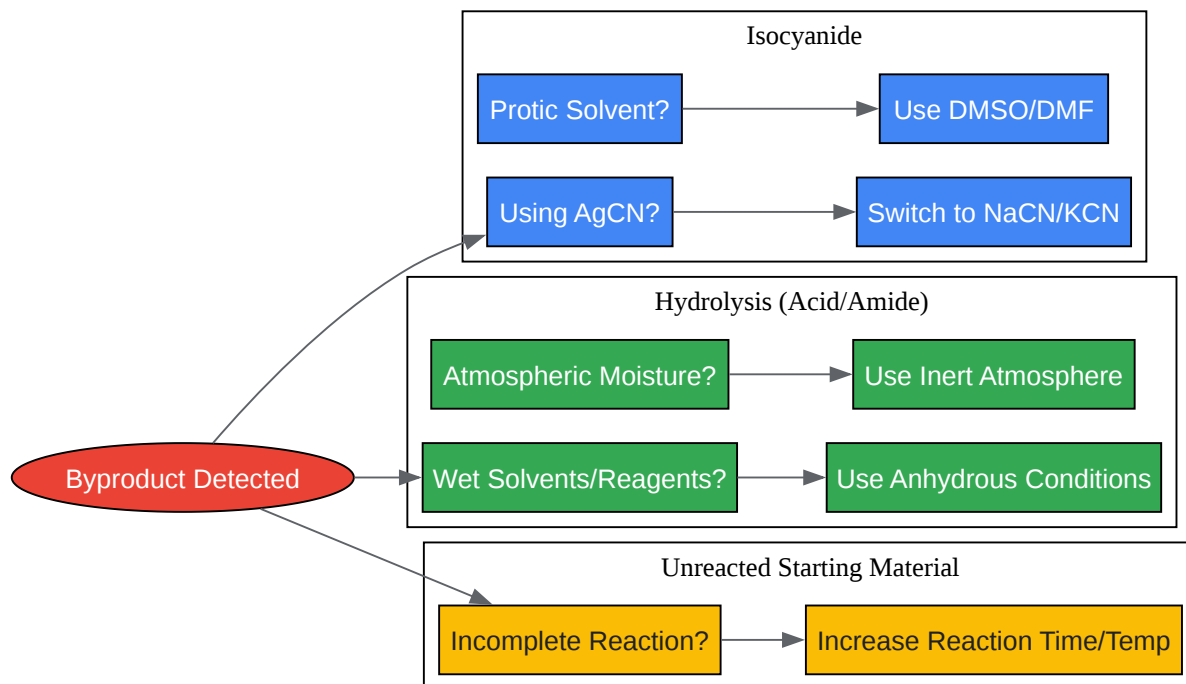 Isocyanide
Protic Solvent?
Use DMSO/DMF
Using AgCN?
Switch to NaCN/KCN
Hydrolysis (Acid/Amide)
Atmospheric Moisture?
Use Inert Atmosphere
Byproduct Detected
Wet Solvents/Reagents?
Use Anhydrous Conditions
Unreacted Starting Material
Incomplete Reaction?
Increase Reaction Time/Temp